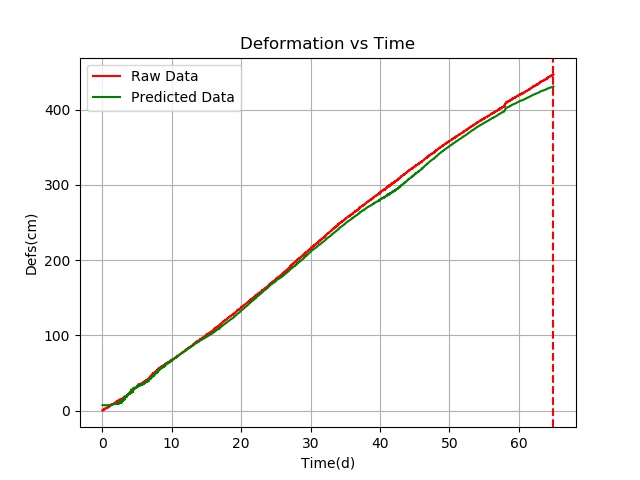 Deformation vs Time
Raw Data
Predicted Data
Defs(cm)
400
300
200
100
0
0 10 20 30 40 50 60
Time(d)